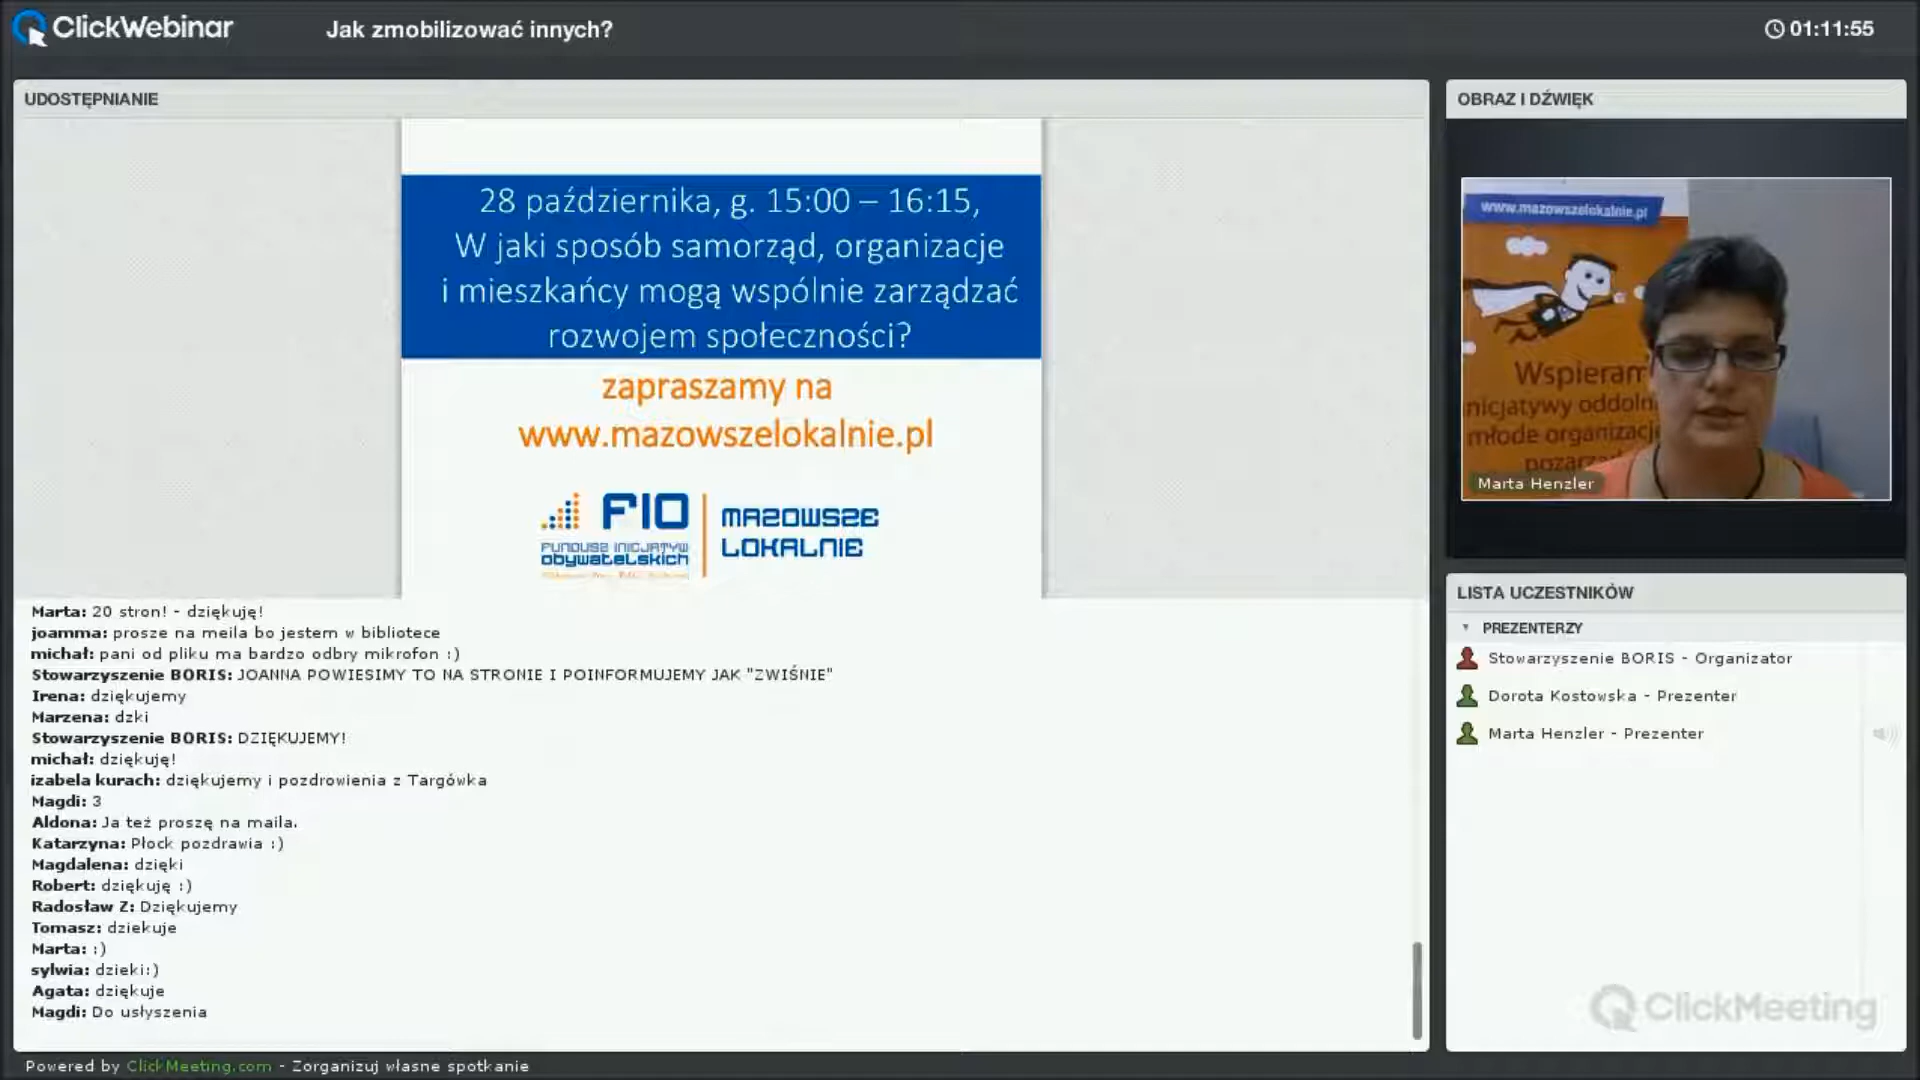 ClickWebinar
Jak zmobilizować innych?
01:11:55
UDOSTĘPNIANIE
28 października, g. 15:00 – 16:15,
W jaki sposób samorząd, organizacje
i mieszkańcy mogą wspólnie zarządzać
rozwojem społeczności?
zapraszamy na
www.mazowszelokalnie.pl
FIO
FUNDUSZ INICJATYW
obywatelskich
MAZOWSZE
LOKALNIE
Marta: 20 stron! - dziękuję!
joamma: prosze na meila bo jestem w bibliotece
michał: pani od pliku ma bardzo odbry mikrofon :)
Stowarzyszenie BORIS: JOANNA POWIESIMY TO NA STRONIE I POINFORMUJEMY JAK "ZWIŚNIE"
Irena: dziękujemy
Marzena: dzki
Stowarzyszenie BORIS: DZIĘKUJEMY!
michał: dziękuję!
izabela kurach: dziękujemy i pozdrowienia z Targówka
Magdi: 3
Aldona: Ja też proszę na maila.
Katarzyna: Płock pozdrawia :)
Magdalena: dzięki
Robert: dziękuję :)
Radosław Z: Dziękujemy
Tomasz: dziekuje
Marta: :)
sylwia: dzieki:)
Agata: dziękuje
Magdi: Do usłyszenia
OBRAZ I DŹWIĘK
www.mazowszelokalnie.pl
Wspieram
nicjatywy oddoln
młode organizacj
pozarzad
Marta Henzler
LISTA UCZESTNIKÓW
PREZENTERZY
Stowarzyszenie BORIS - Organizator
Dorota Kostowska - Prezenter
Marta Henzler - Prezenter
ClickMeeting
Powered by ClickMeeting.com - Zorganizuj własne spotkanie